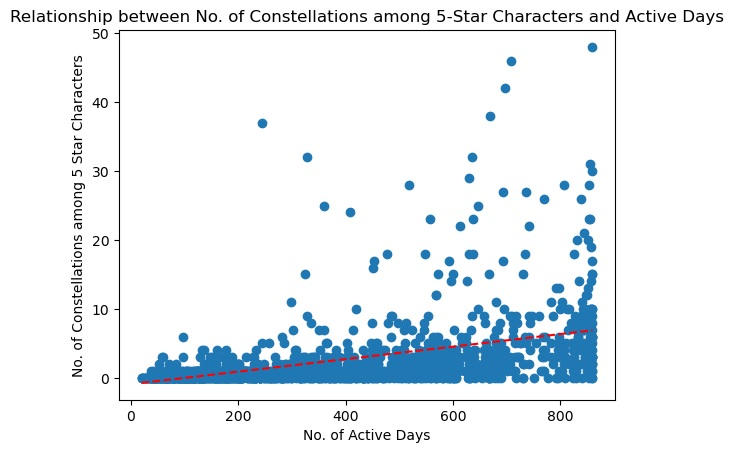 Relationship between No. of Constellations among 5-Star Characters and Active Days
No. of Constellations among 5 Star Characters
50
40
30
20
10
0
0 200 400 600 800
No. of Active Days